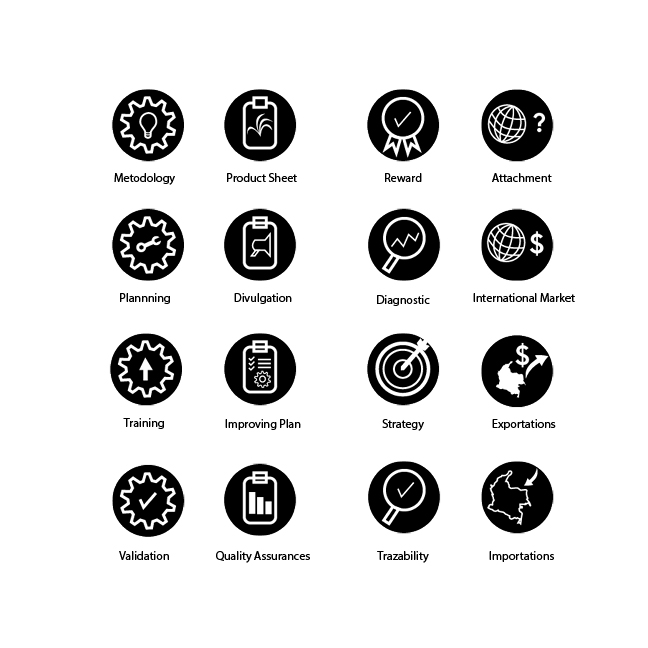 ?
Metodology
Product Sheet
Reward
Attachment
$
Plannning
Divulgation
Diagnostic
International Market
$
Training
Improving Plan
Strategy
Exportations
Validation
Quality Assurances
Trazability
Importations